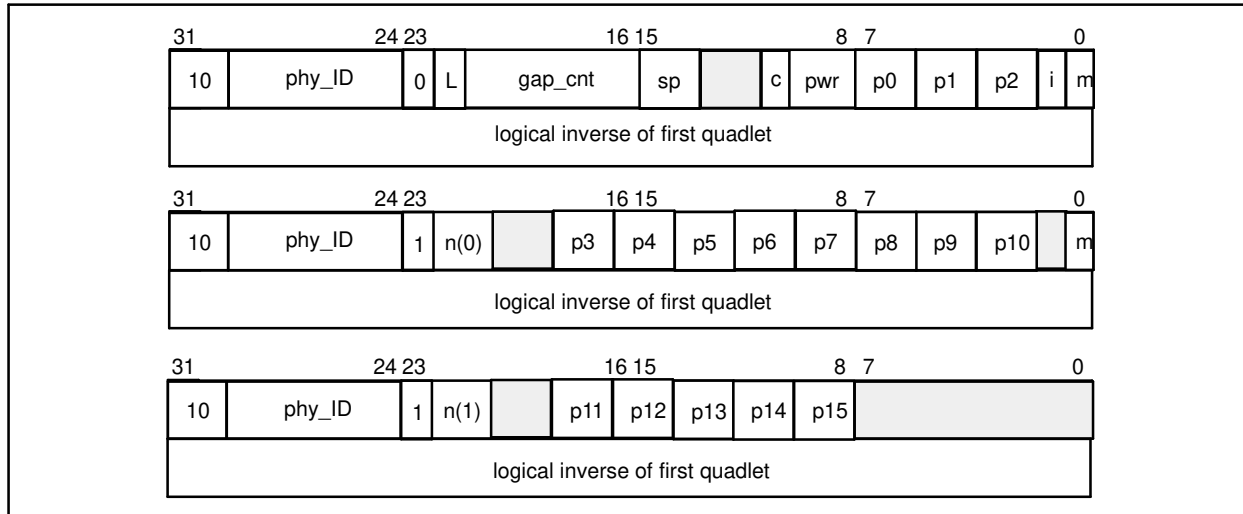 31 24 23 16 15 8 7 0
10 phy_ID 0 L gap_cnt sp c pwr p0 p1 p2 i m
logical inverse of first quadlet
31 24 23 16 15 8 7 0
10 phy_ID 1 n(0) p3 p4 p5 p6 p7 p8 p9 p10 m
logical inverse of first quadlet
31 24 23 16 15 8 7 0
10 phy_ID 1 n(1) p11 p12 p13 p14 p15
logical inverse of first quadlet